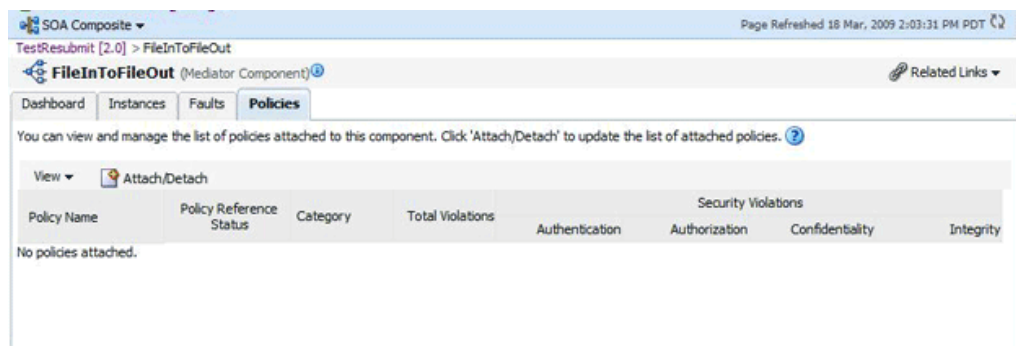 SOA Composite
Page Refreshed 18 Mar, 2009 2:03:31 PM PDT
TestResubmit [2.0] > FileInToFileOut
FileInToFileOut (Mediator Component)
Related Links
Dashboard Instances Faults Policies
You can view and manage the list of policies attached to this component. Click 'Attach/Detach' to update the list of attached policies.
View Attach/Detach
Policy Name
Policy Reference Status
Category
Total Violations
Security Violations
Authentication Authorization Confidentiality Integrity
No policies attached.